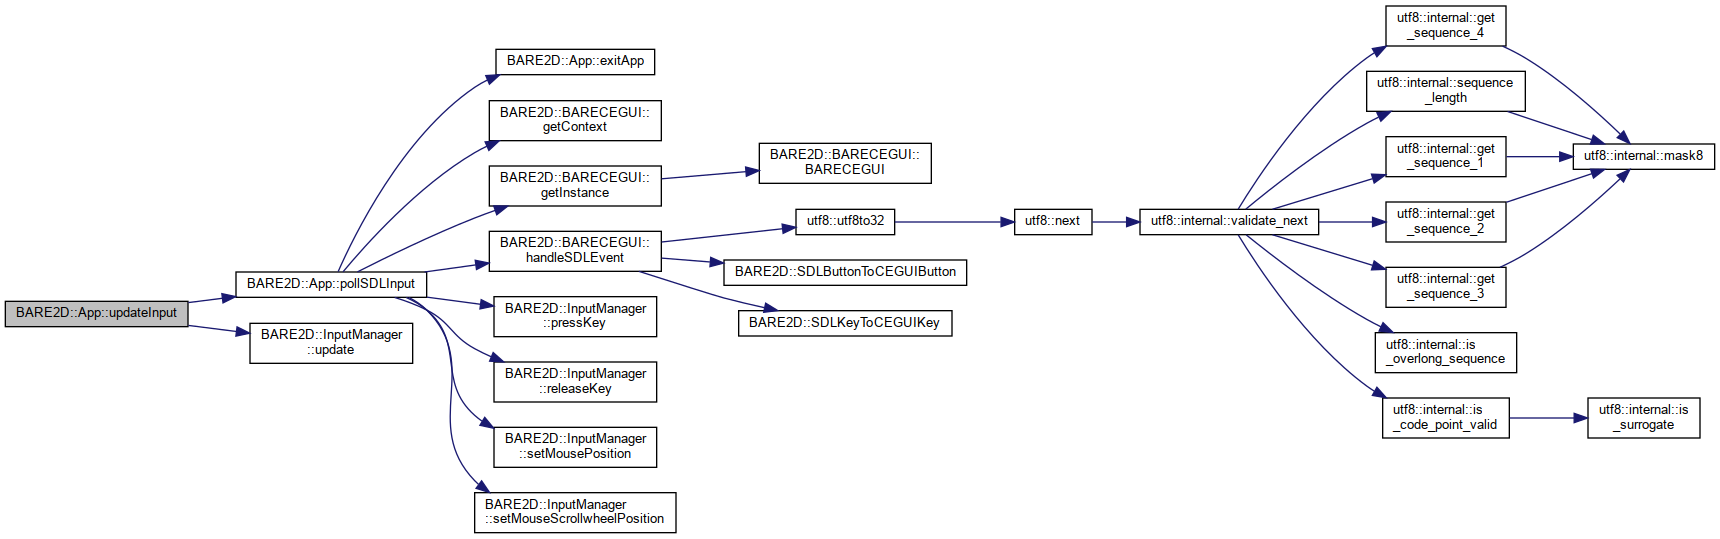 BARE2D::App::updateInput
BARE2D::App::pollSDLInput
BARE2D::InputManager
::update
BARE2D::App::exitApp
BARE2D::BARECEGUI::
getContext
BARE2D::BARECEGUI::
getInstance
BARE2D::BARECEGUI::
handleSDLEvent
BARE2D::InputManager
::pressKey
BARE2D::InputManager
::releaseKey
BARE2D::InputManager
::setMousePosition
BARE2D::InputManager
::setMouseScrollwheelPosition
BARE2D::BARECEGUI::
BARECEGUI
utf8::utf8to32
BARE2D::SDLButtonToCEGUIButton
BARE2D::SDLKeyToCEGUIKey
utf8::next
utf8::internal::validate_next
utf8::internal::get
_sequence_4
utf8::internal::sequence
_length
utf8::internal::get
_sequence_1
utf8::internal::get
_sequence_2
utf8::internal::get
_sequence_3
utf8::internal::is
_overlong_sequence
utf8::internal::is
_code_point_valid
utf8::internal::mask8
utf8::internal::is
_surrogate